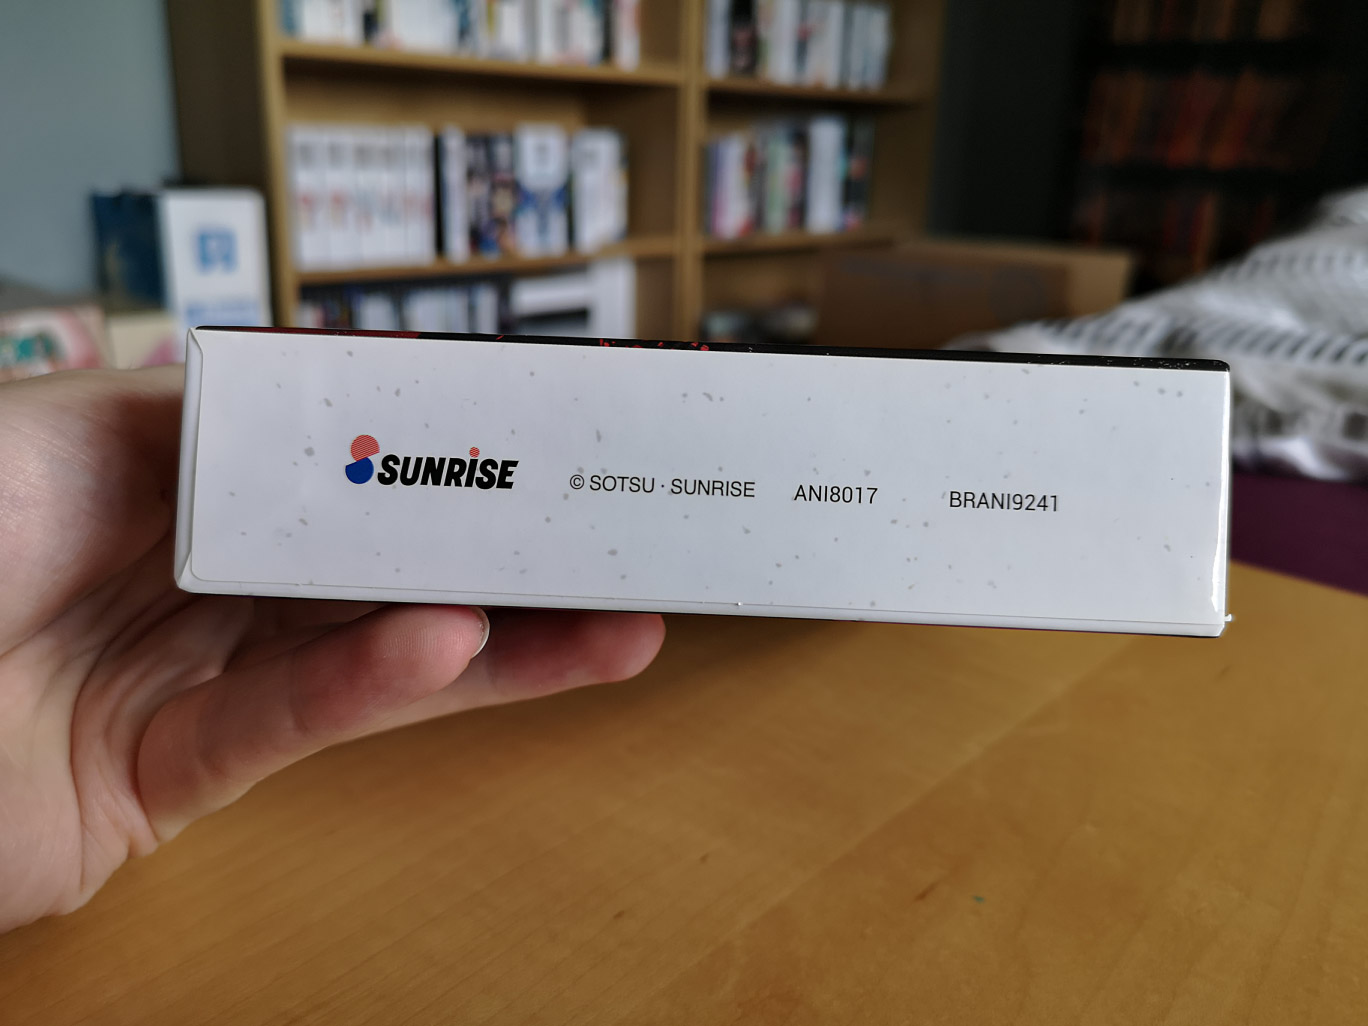 SUNRISE © SOTSU · SUNRISE ANI8017 BRANI9241